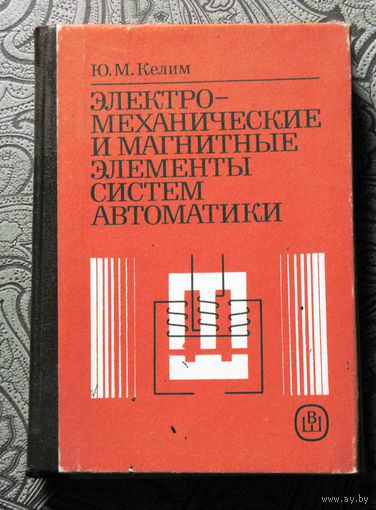 Ю.М. Келим
ЭЛЕКТРО-
МЕХАНИЧЕСКИЕ
И МАГНИТНЫЕ
ЭЛЕМЕНТЫ
СИСТЕМ
АВТОМАТИКИ
ВШ
www.ay.by